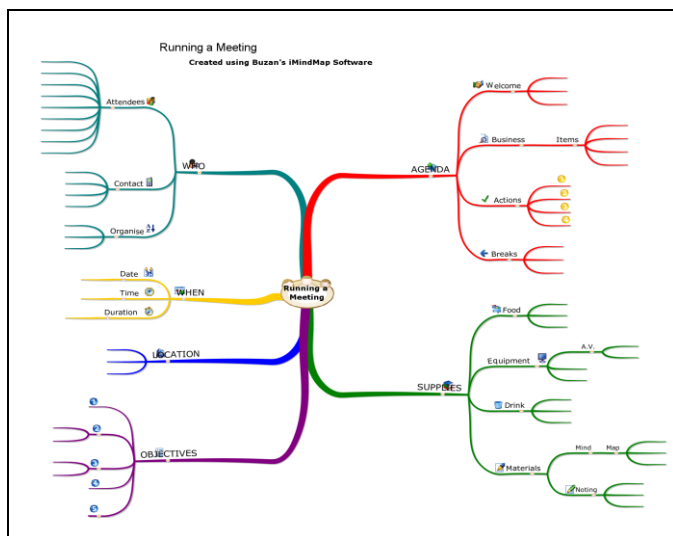 Running a Meeting
Created using Buzan's iMindMap Software
Attendees
WHO
Contact
Organise
Date
WHEN
Time
Duration
LOCATION
OBJECTIVES
Running a
Meeting
Welcome
AGENDA
Business
Items
Actions
Breaks
Food
SUPPLIES
Equipment
A.V.
Drink
Materials
Mind
Map
Noting